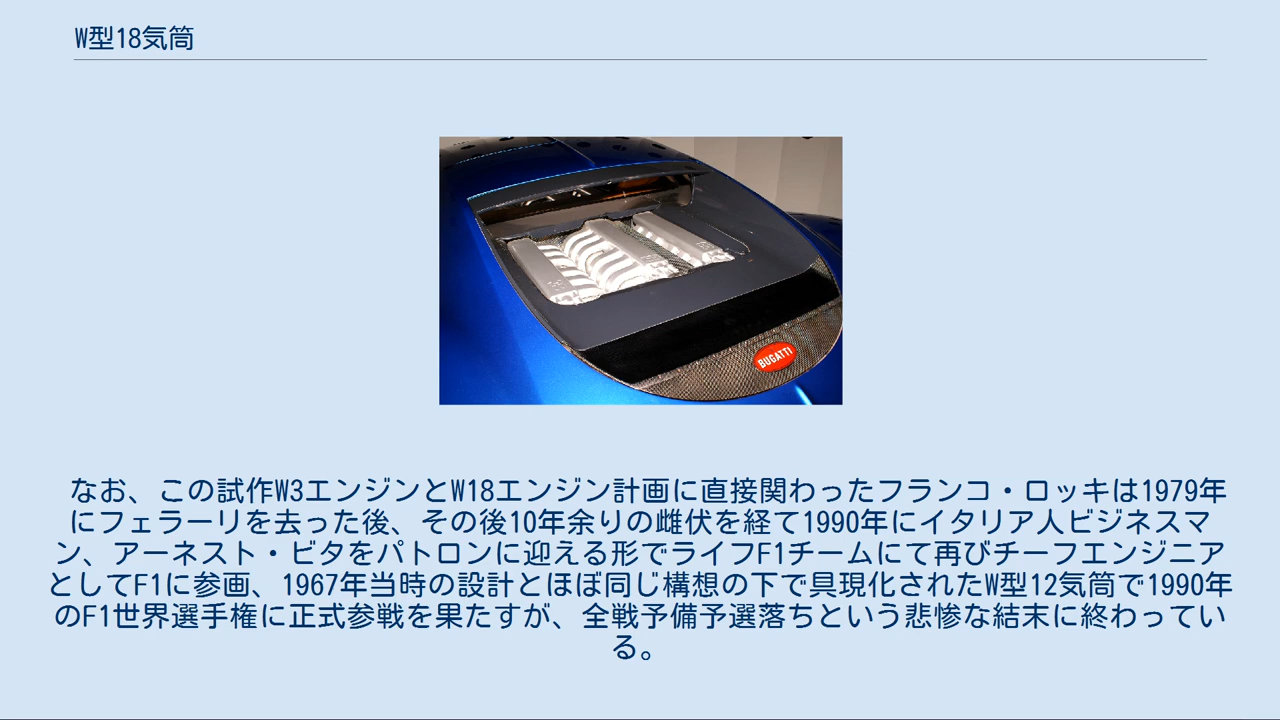 W型18気筒
BUGATTI
なお、この試作W3エンジンとW18エンジン計画に直接関わったフランコ・ロッキは1979年
にフェラーリを去った後、その後10年余りの雌伏を経て1990年にイタリア人ビジネスマ
ン、アーネスト・ビタをパトロンに迎える形でライフF1チームにて再びチーフエンジニア
としてF1に参画、1967年当時の設計とほぼ同じ構想の下で具現化されたW型12気筒で1990年
のF1世界選手権に正式参戦を果たすが、全戦予備予選落ちという悲惨な結末に終わってい
る。